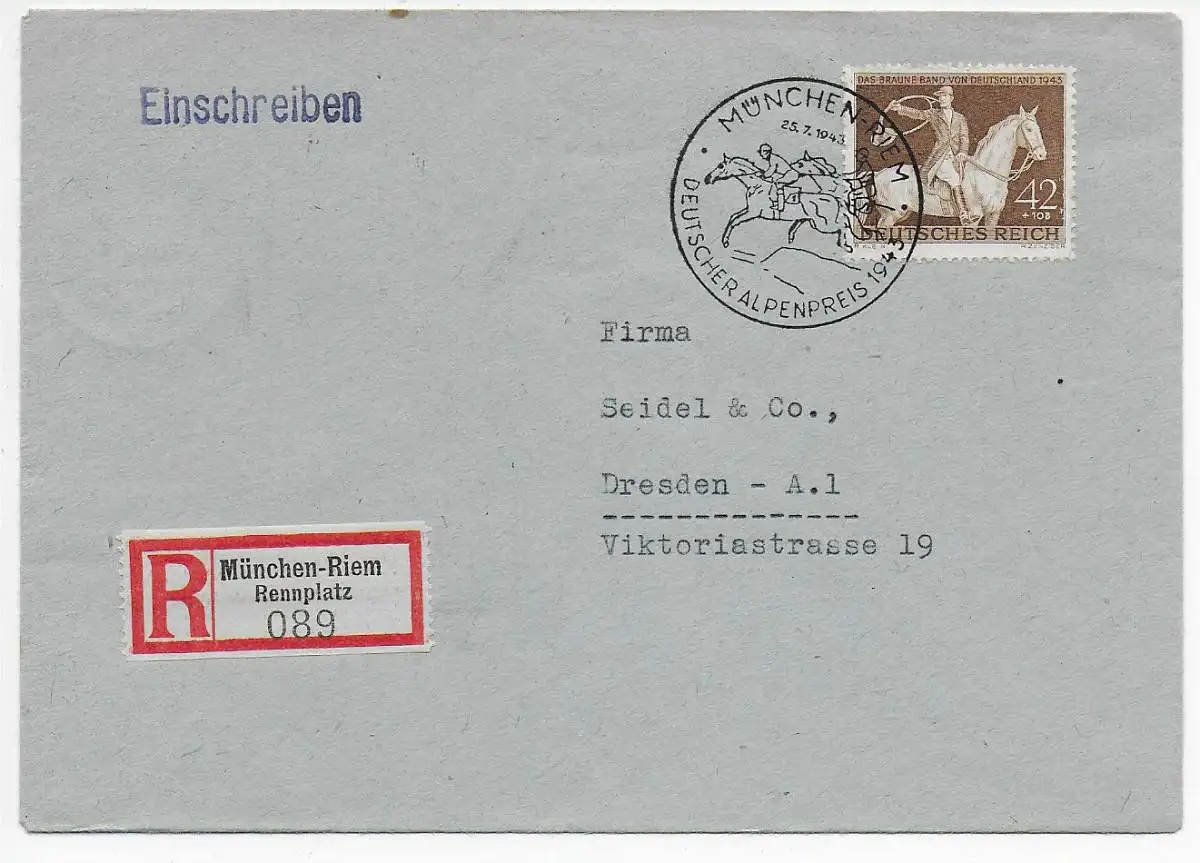 Einschreiben
MÜNCHEN-RIEM
25.7.1943
DEUTSCHER ALPENPREIS 1943
DAS BRAUNE BAND VON DEUTSCHLAND 1943
42
+ 108
DEUTSCHES REICH
R. KLEIN
Firma
Seidel & Co.,
Dresden - A.1
Viktoriastrasse 19
R
München-Riem
Rennplatz
089